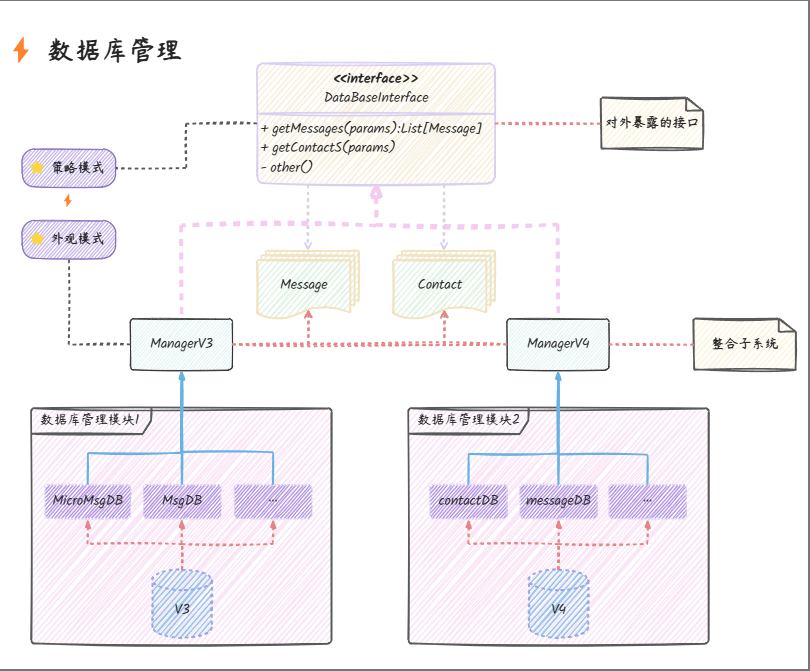 数据库管理
<<interface>>
DataBaseInterface
+ getMessages(params):List[Message]
+ getContactS(params)
- other()
对外暴露的接口
策略模式
外观模式
Message
Contact
ManagerV3
ManagerV4
整合子系统
数据库管理模块1
数据库管理模块2
MicroMsgDB
MsgDB
...
contactDB
messageDB
...
V3
V4